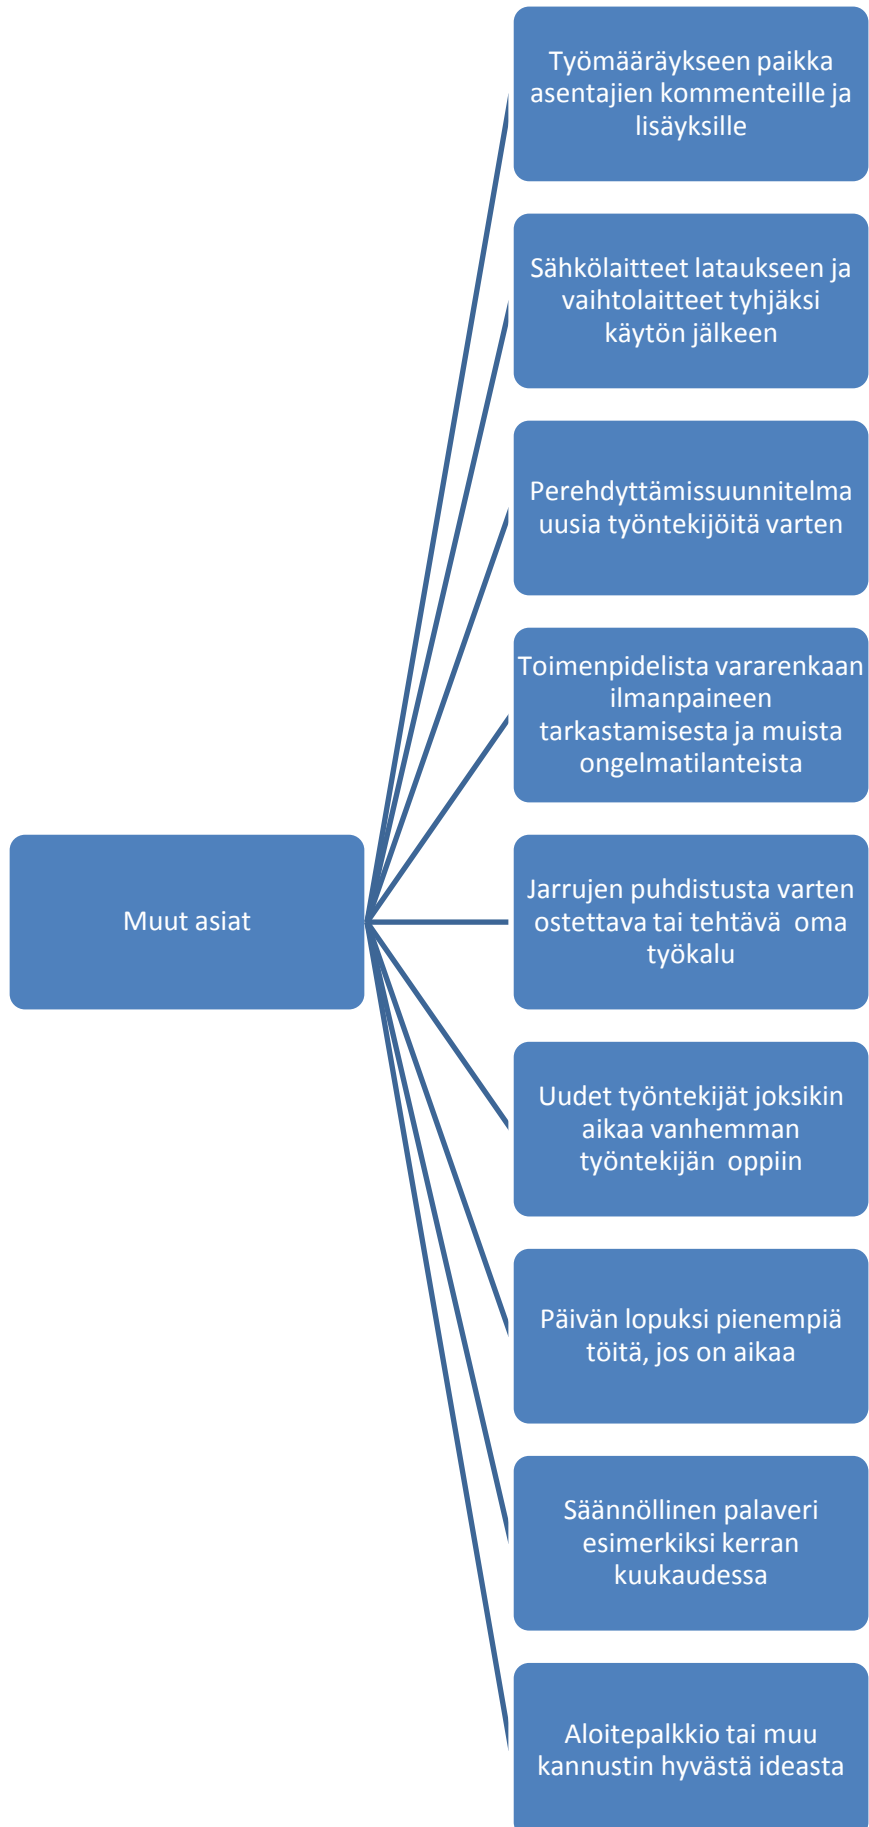 Työmääräykseen paikka
asentajien kommenteille ja
lisäyksille
Sähkölaitteet lataukseen ja
vaihtolaitteet tyhjäksi
käytön jälkeen
Perehdyttämissuunnitelma
uusia työntekijöitä varten
Toimenpidelista vararenkaan
ilmanpaineen
tarkastamisesta ja muista
ongelmatilanteista
Muut asiat
Jarrujen puhdistusta varten
ostettava tai tehtävä  oma
työkalu
Uudet työntekijät joksikin
aikaa vanhemman
työntekijän  oppiin
Päivän lopuksi pienempiä
töitä, jos on aikaa
Säännöllinen palaveri
esimerkiksi kerran
kuukaudessa
Aloitepalkkio tai muu
kannustin hyvästä ideasta